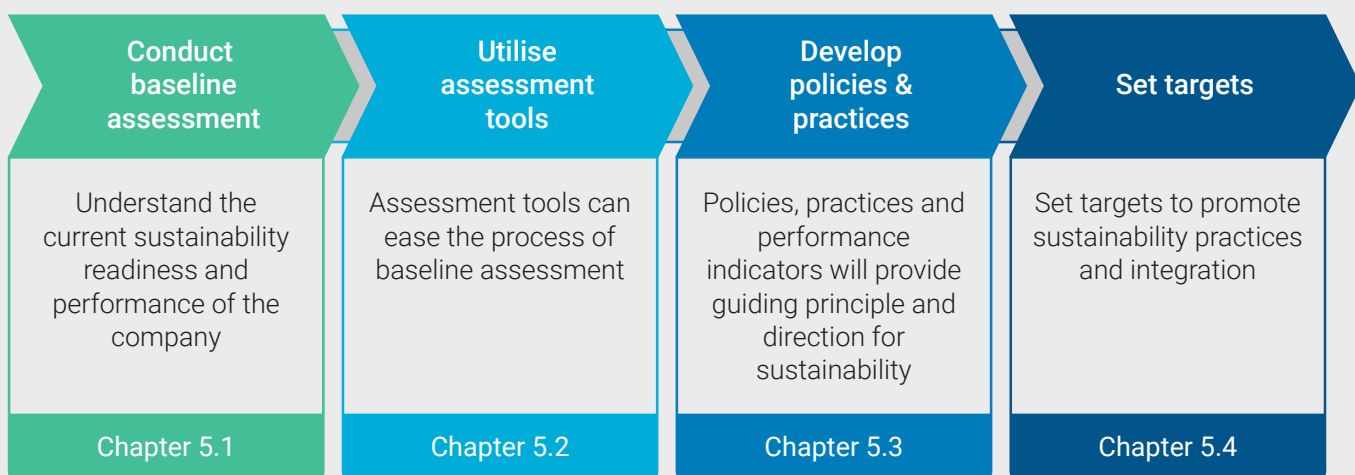 Conduct
baseline
assessment
Understand the
current sustainability
readiness and
performance of the
company
Chapter 5.1
Utilise
assessment
tools
Assessment tools can
ease the process of
baseline assessment
Chapter 5.2
Develop
policies &
practices
Policies, practices and
performance
indicators will provide
guiding principle and
direction for
sustainability
Chapter 5.3
Set targets
Set targets to promote
sustainability practices
and integration
Chapter 5.4